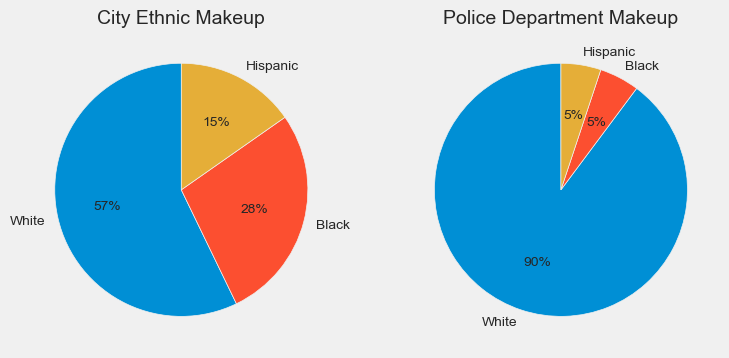 City Ethnic Makeup
Hispanic
15%
57%
28%
White
Black
Police Department Makeup
Hispanic
Black
5%
5%
90%
White